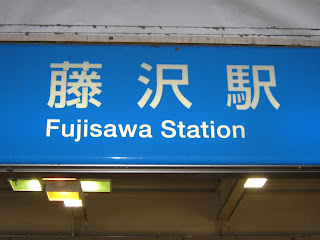 藤沢駅
Fujisawa Station